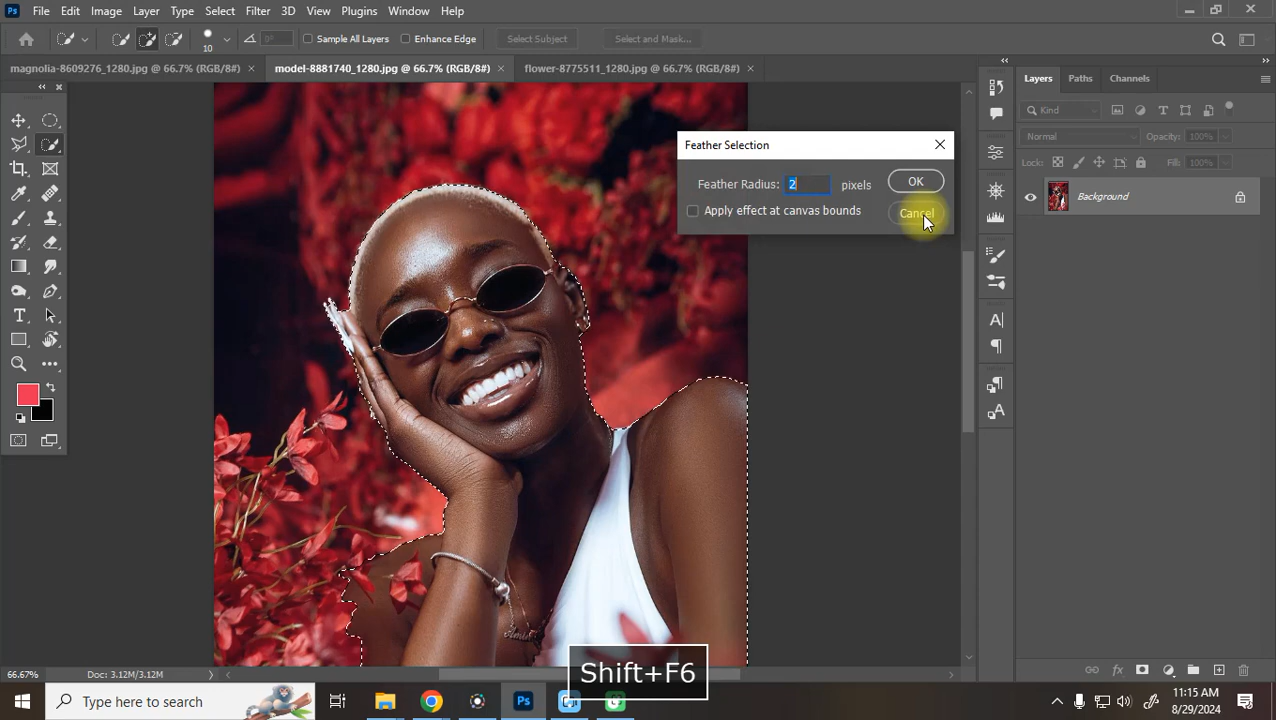 Ps File Edit Image Layer Type Select Filter 3D View Plugins Window Help
10 0° Sample All Layers Enhance Edge Select Subject Select and Mask...
magnolia-8609276_1280.jpg @ 66.7% (RGB/8#) × model-8881740_1280.jpg @ 66.7% (RGB/8#) × flower-8775511_1280.jpg @ 66.7% (RGB/8#) ×
Layers Paths Channels
Kind
Normal Opacity: 100%
Lock: Fill: 100%
Background
Feather Selection
Feather Radius: 2 pixels OK
Apply effect at canvas bounds Cancel
Shift+F6
66.67% Doc: 3.12M/3.12M
Type here to search
Ps
11:15 AM
8/29/2024